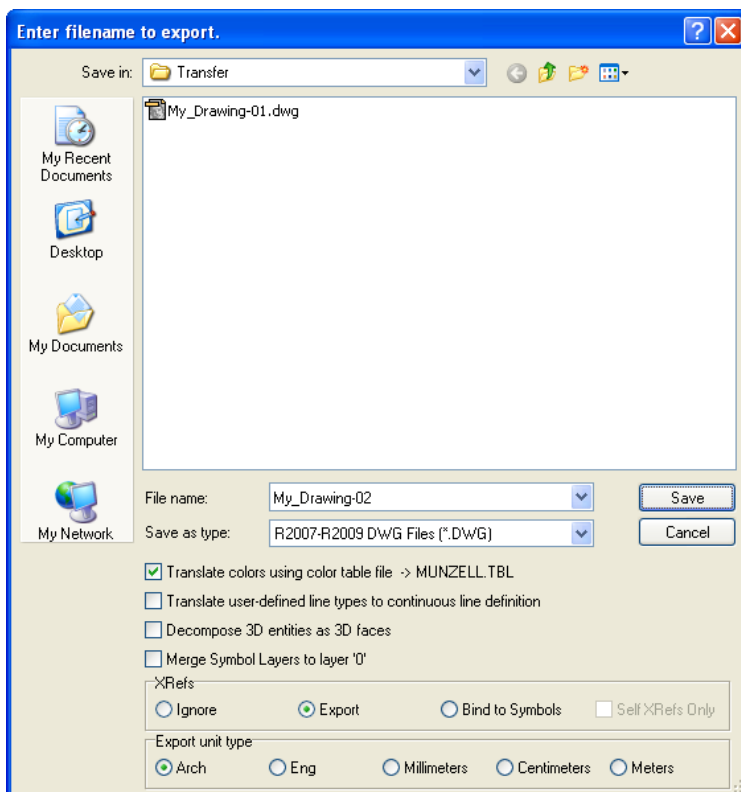 Enter filename to export.
Save in: Transfer
My_Drawing-01.dwg
My Recent
Documents
Desktop
My Documents
My Computer
My Network
File name: My_Drawing-02 Save
Save as type: R2007-R2009 DWG Files (*.DWG) Cancel
Translate colors using color table file -> MUNZELL.TBL
Translate user-defined line types to continuous line definition
Decompose 3D entities as 3D faces
Merge Symbol Layers to layer '0'
XRefs
Ignore Export Bind to Symbols Self XRefs Only
Export unit type
Arch Eng Millimeters Centimeters Meters